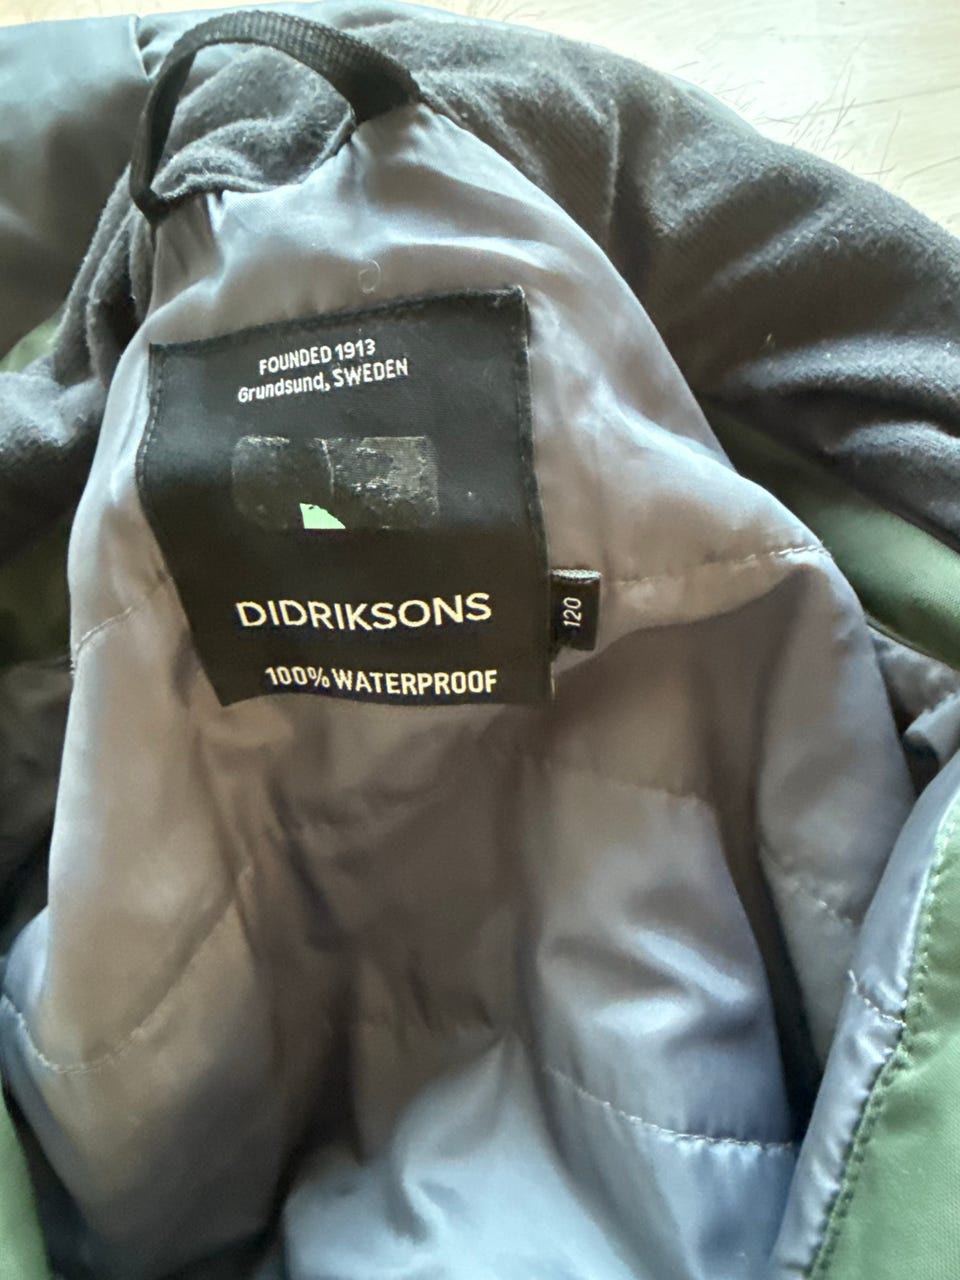 FOUNDED 1913
Grundsund, SWEDEN
DIDRIKSONS
100% WATERPROOF
120